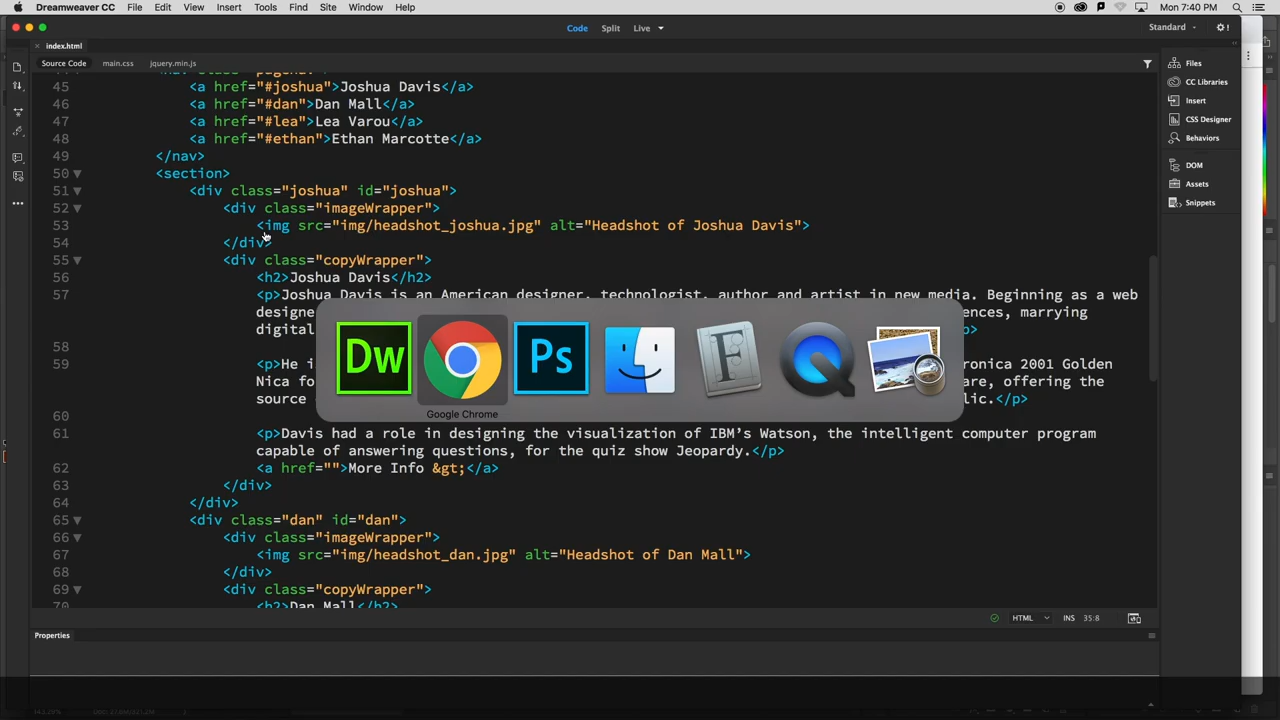 Dreamweaver CC File Edit View Insert Tools Find Site Window Help Mon 7:40 PM
Code Split Live Standard
index.html
Source Code main.css jquery.min.js
45 <a href="#joshua">Joshua Davis</a>
46 <a href="#dan">Dan Mall</a>
47 <a href="#lea">Lea Varou</a>
48 <a href="#ethan">Ethan Marcotte</a>
49 </nav>
50 <section>
51 <div class="joshua" id="joshua">
52 <div class="imageWrapper">
53 <img src="img/headshot_joshua.jpg" alt="Headshot of Joshua Davis">
54 </div>
55 <div class="copyWrapper">
56 <h2>Joshua Davis</h2>
57 <p>Joshua Davis is an American designer, technologist, author and artist in new media. Beginning as a web
designe ences, marrying
digital p>
58
59 <p>He i ronica 2001 Golden
Nica fo are, offering the
source lic.</p>
60
61 <p>Davis had a role in designing the visualization of IBM’s Watson, the intelligent computer program
capable of answering questions, for the quiz show Jeopardy.</p>
62 <a href="">More Info &gt;</a>
63 </div>
64 </div>
65 <div class="dan" id="dan">
66 <div class="imageWrapper">
67 <img src="img/headshot_dan.jpg" alt="Headshot of Dan Mall">
68 </div>
69 <div class="copyWrapper">
70 <h2>Dan Mall</h2>
Dw Ps F
Google Chrome
Files
CC Libraries
Insert
CSS Designer
Behaviors
DOM
Assets
Snippets
HTML INS 35:8
Properties